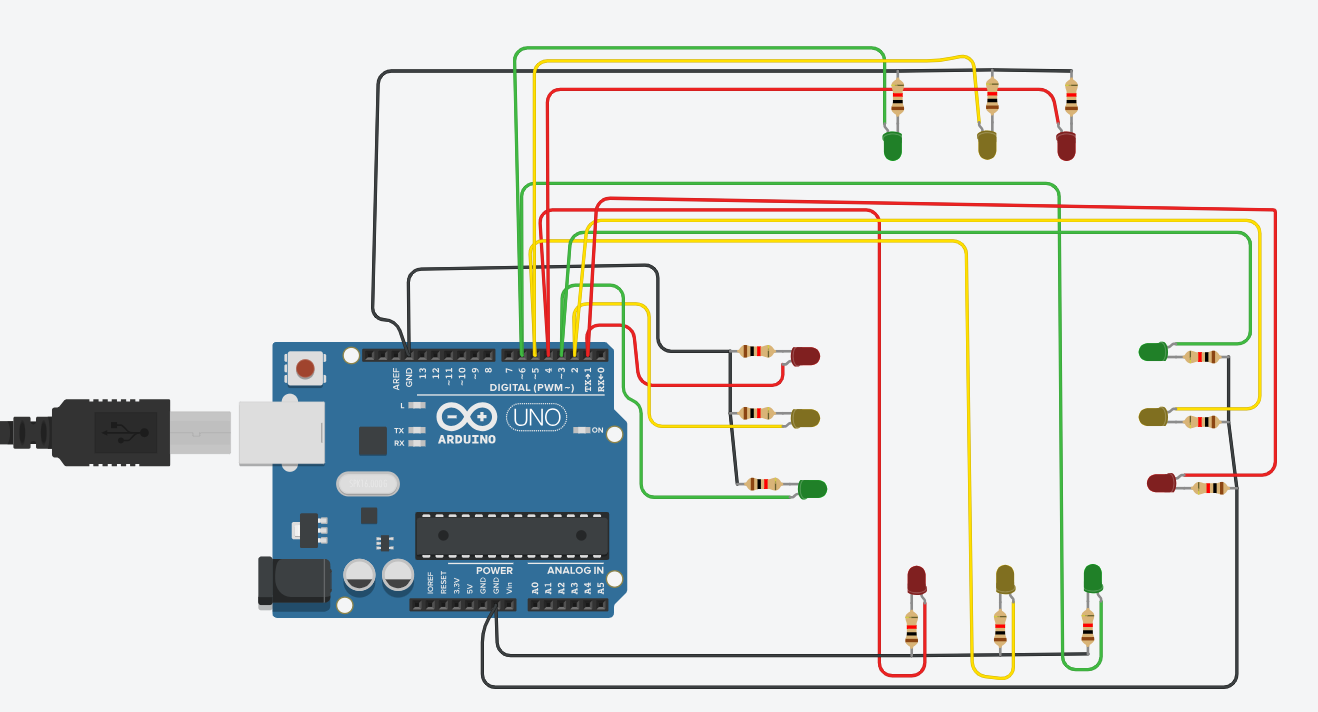 AREF
GND
13
12
~11
~10
~9
8
7
~6
~5
4
~3
2
TX→1
RX←0
DIGITAL (PWM~)
L
TX
RX
ARDUINO
UNO
ON
POWER
ANALOG IN
IOREF
RESET
3.3V
5V
GND
GND
Vin
A0
A1
A2
A3
A4
A5